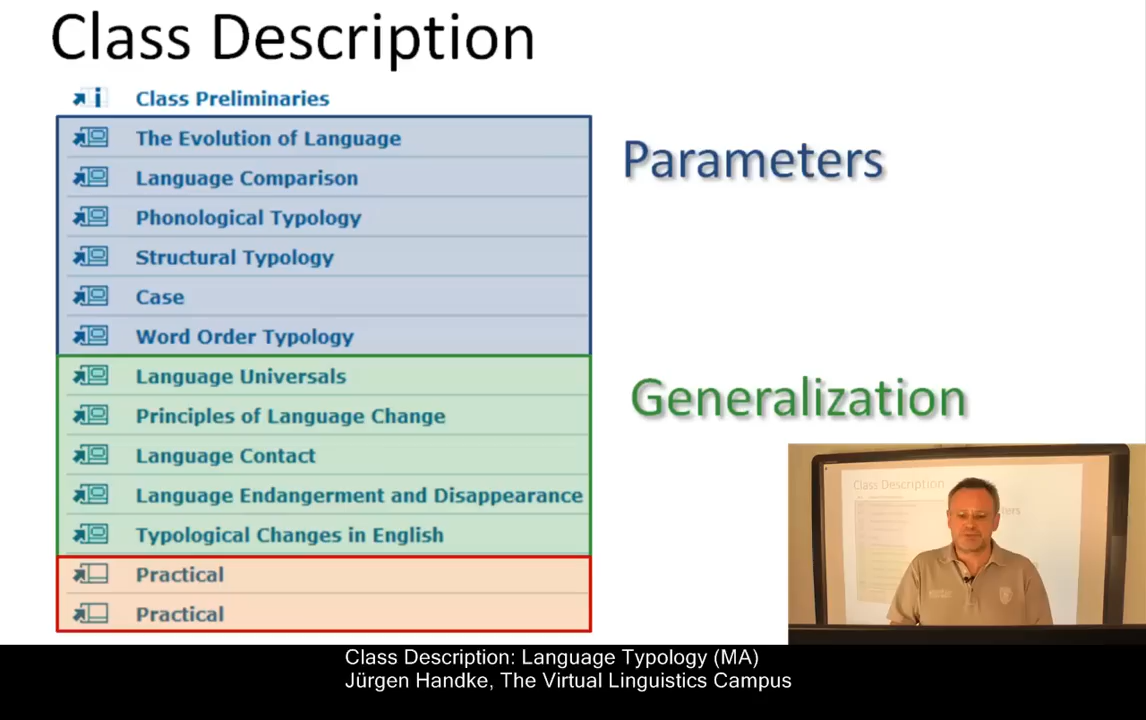 Class Description
Class Preliminaries
The Evolution of Language
Language Comparison
Phonological Typology
Structural Typology
Case
Word Order Typology
Language Universals
Principles of Language Change
Language Contact
Language Endangerment and Disappearance
Typological Changes in English
Practical
Practical
Parameters
Generalization
Class Description
Class Description: Language Typology (MA)
Jürgen Handke, The Virtual Linguistics Campus